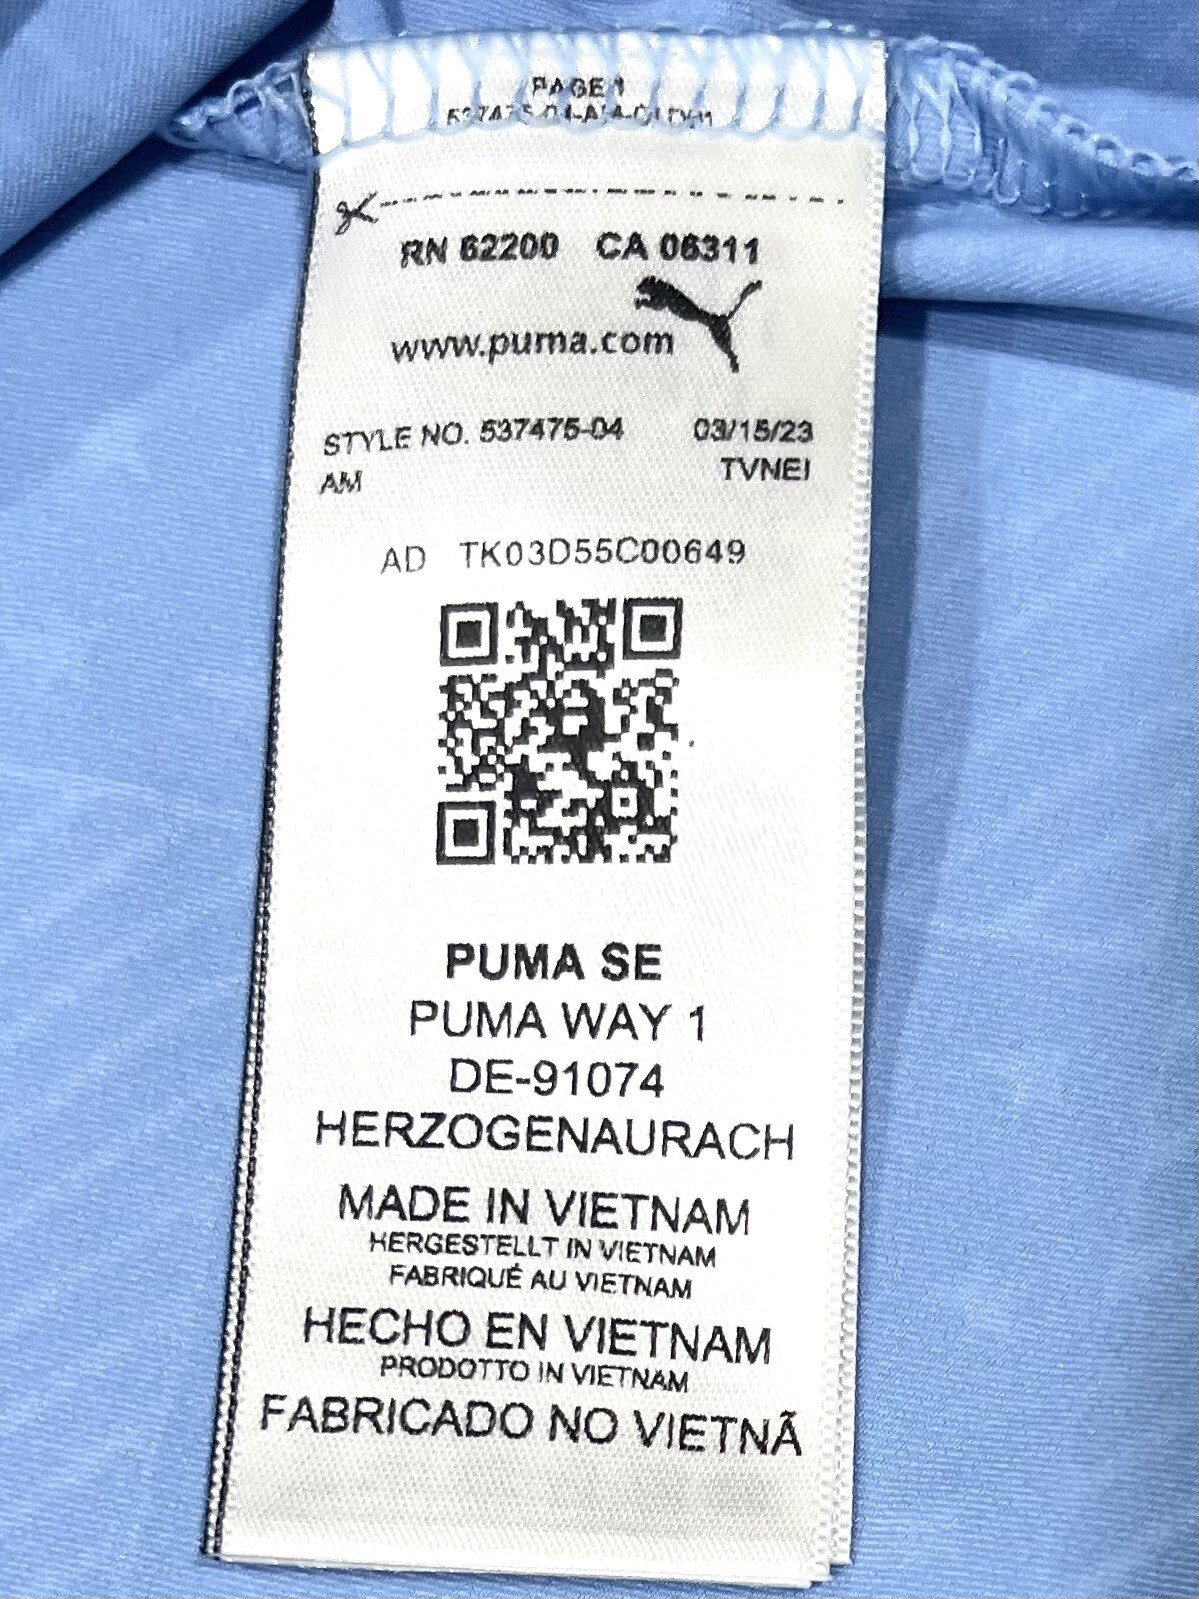 PAGE 1
RN 62200 CA 06311
www.puma.com
STYLE NO. 537475-04 03/15/23
AM TVNEI
AD TK03D55C00649
PUMA SE
PUMA WAY 1
DE-91074
HERZOGENAURACH
MADE IN VIETNAM
HERGESTELLT IN VIETNAM
FABRIQUÉ AU VIETNAM
HECHO EN VIETNAM
PRODOTTO IN VIETNAM
FABRICADO NO VIETNÃ